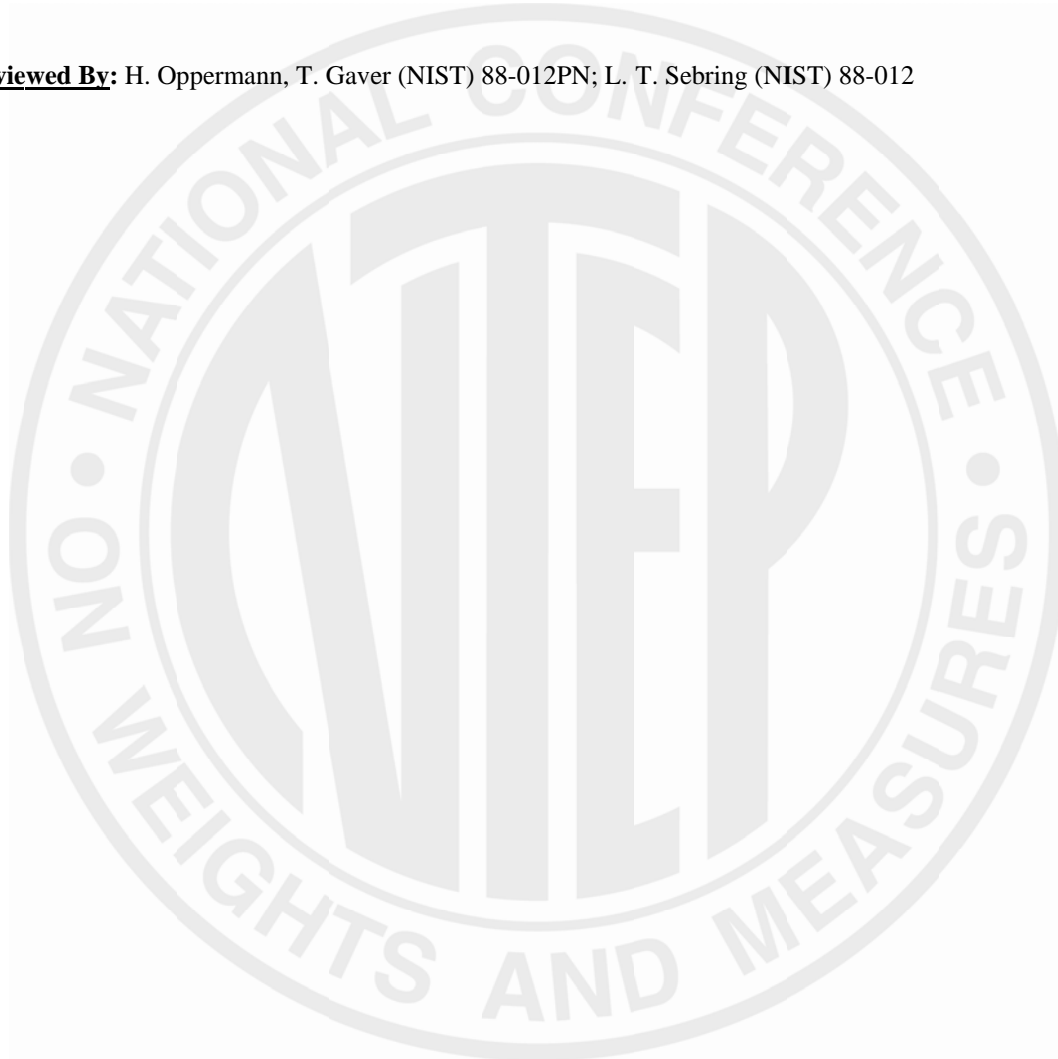 viewed By: H. Oppermann, T. Gaver (NIST) 88-012PN; L. T. Sebring (NIST) 88-012
NATIONAL CONFERENCE
NTEP
ON WEIGHTS AND MEASURES